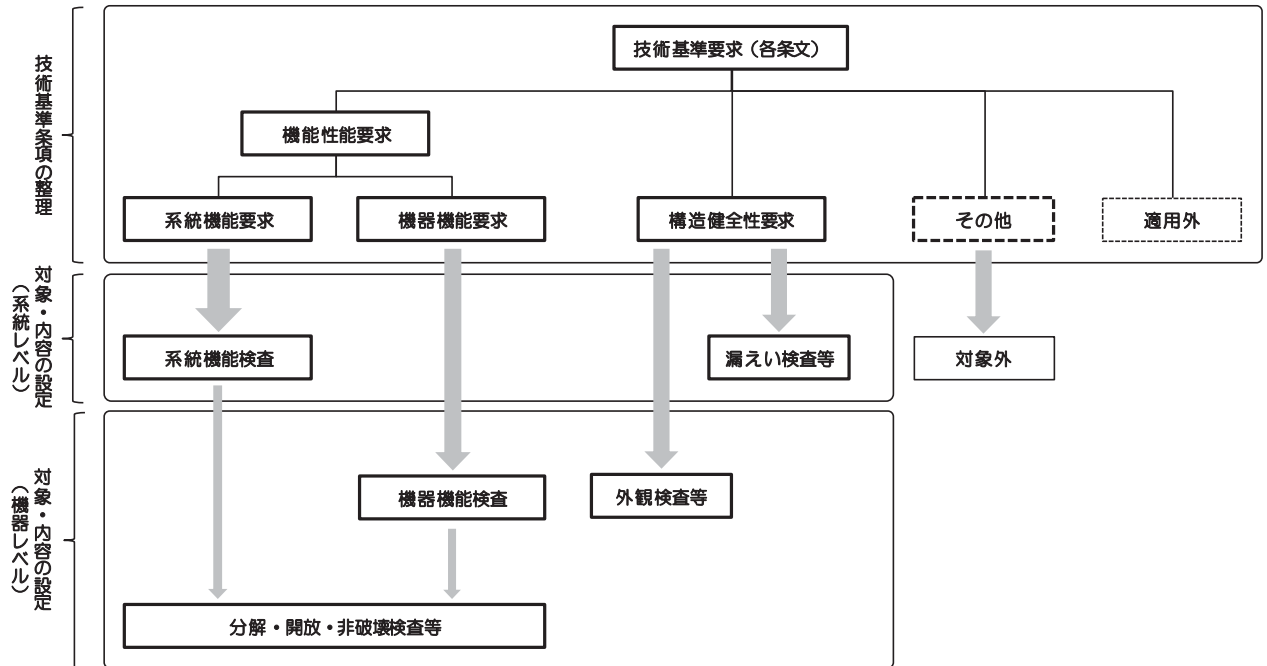 技術基準条項の整理
技術基準要求（各条文）
機能性能要求
系統機能要求
機器機能要求
構造健全性要求
その他
適用外
対象・内容の設定
（系統レベル）
系統機能検査
漏えい検査等
対象外
対象・内容の設定
（機器レベル）
機器機能検査
外観検査等
分解・開放・非破壊検査等